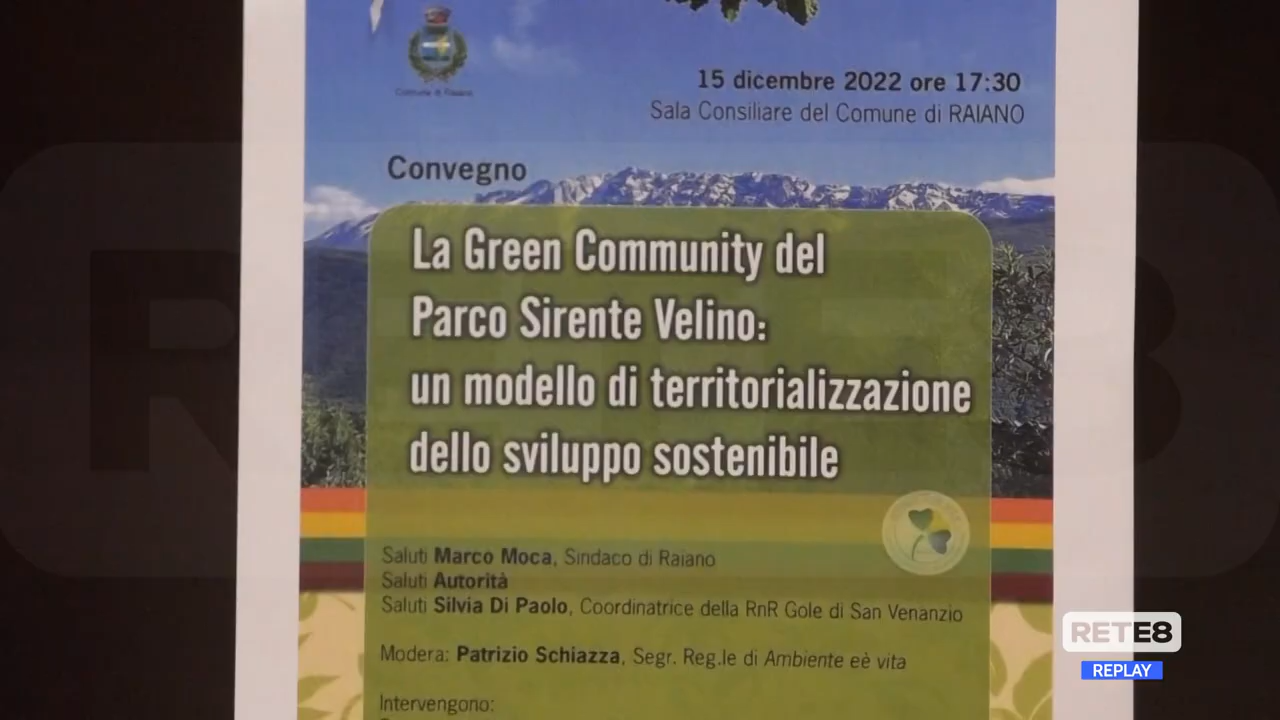 Comune di Raiano
15 dicembre 2022 ore 17:30
Sala Consiliare del Comune di RAIANO
Convegno
La Green Community del
Parco Sirente Velino:
un modello di territorializzazione
dello sviluppo sostenibile
Saluti Marco Moca, Sindaco di Raiano
Saluti Autorità
Saluti Silvia Di Paolo, Coordinatrice della RnR Gole di San Venanzio
Modera: Patrizio Schiazza, Segr. Reg.le di Ambiente eè vita
Intervengono:
RETE8
REPLAY